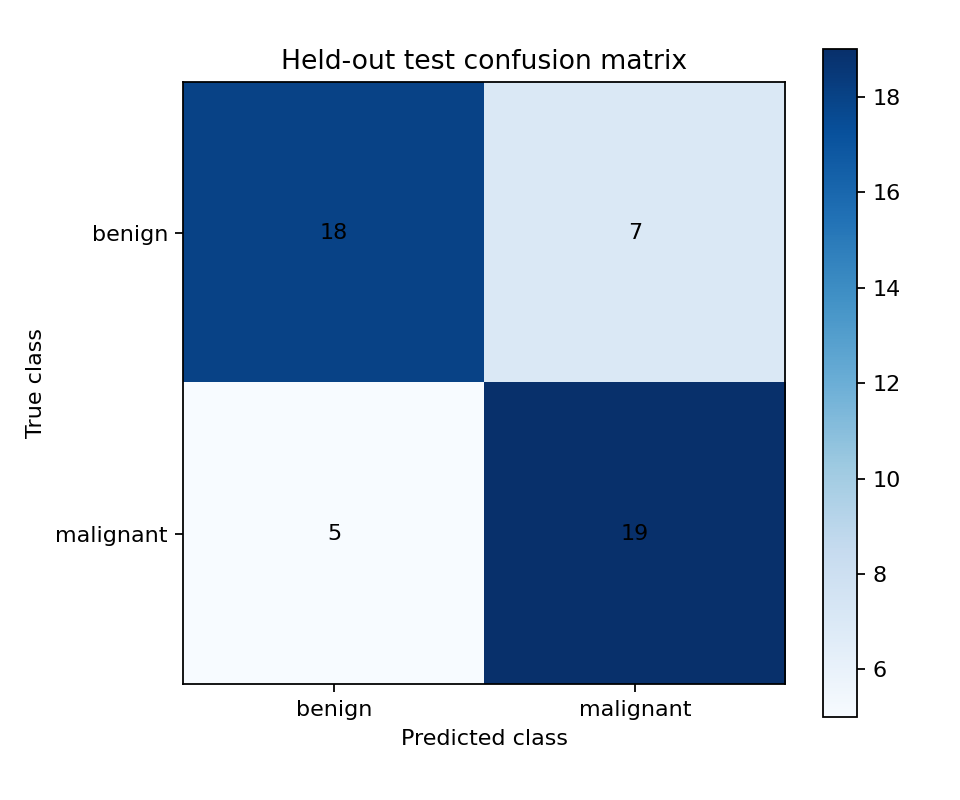 Held-out test confusion matrix
18
16
14
12
10
8
6
benign
malignant
True class
18
7
5
19
benign
malignant
Predicted class